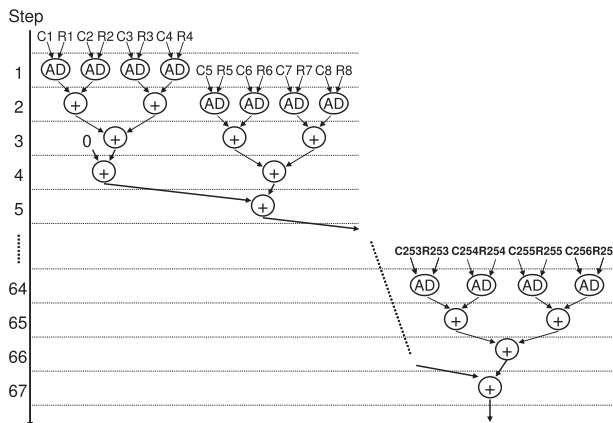 Step
C1 R1 C2 R2 C3 R3 C4 R4
1 AD AD AD AD
C5 R5 C6 R6 C7 R7 C8 R8
2 + + AD AD AD AD
3 + + +
0
4 + +
5 +
C253R253 C254R254 C255R255 C256R25
64 AD AD AD AD
65 + +
66 +
67 +